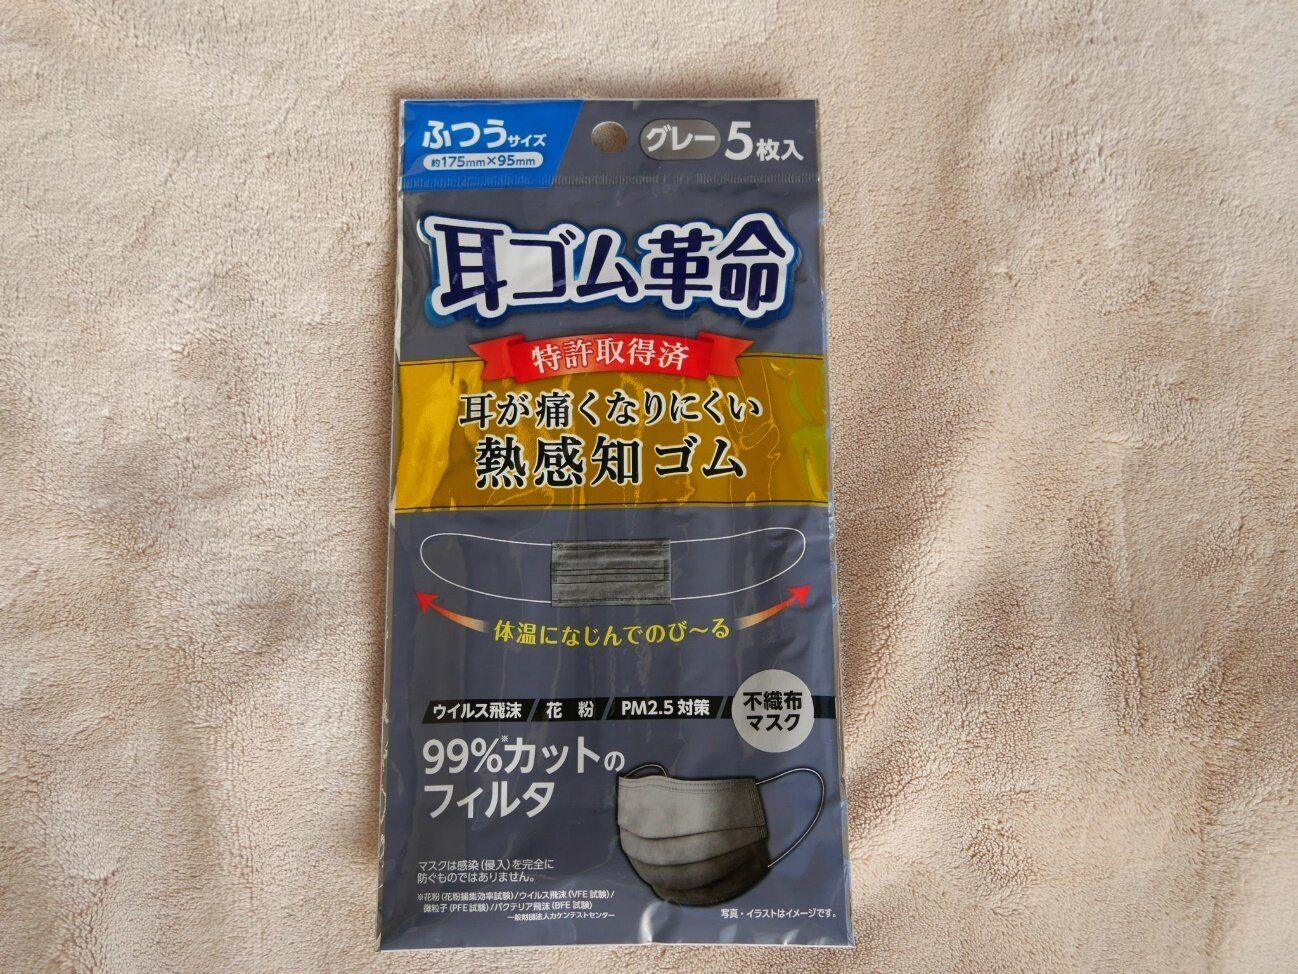 ふつうサイズ
約175mm×95mm
グレー 5枚入
耳ゴム革命
特許取得済
耳が痛くなりにくい
熱感知ゴム
体温になじんでのび〜る
ウイルス飛沫 / 花粉 / PM2.5対策
不織布
マスク
99%※カットの
フィルタ
マスクは感染(侵入)を完全に
防ぐものではありません。
※花粉(花粉捕集効率試験)/ウイルス飛沫(VFE試験)/
微粒子(PFE試験)/バクテリア飛沫(BFE試験)
一般財団法人カケンテストセンター
写真・イラストはイメージです。